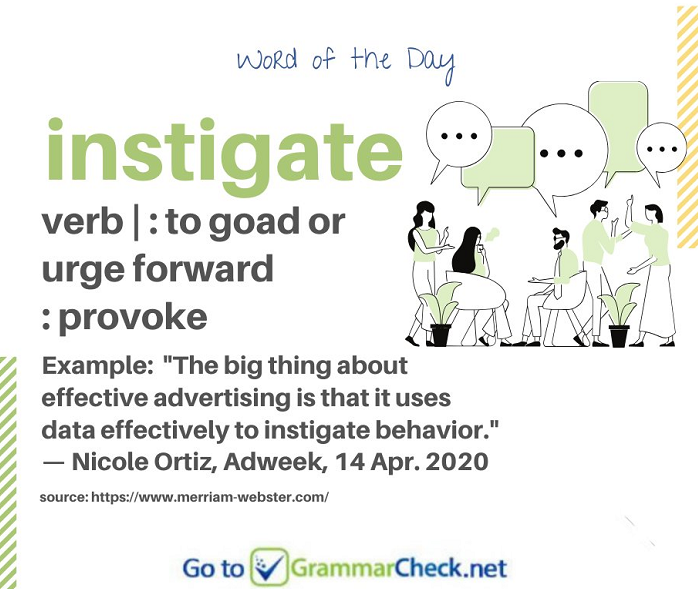 Word of the Day
instigate
verb | : to goad or
urge forward
: provoke
Example: "The big thing about
effective advertising is that it uses
data effectively to instigate behavior."
— Nicole Ortiz, Adweek, 14 Apr. 2020
source: https://www.merriam-webster.com/
Go to GrammarCheck.net